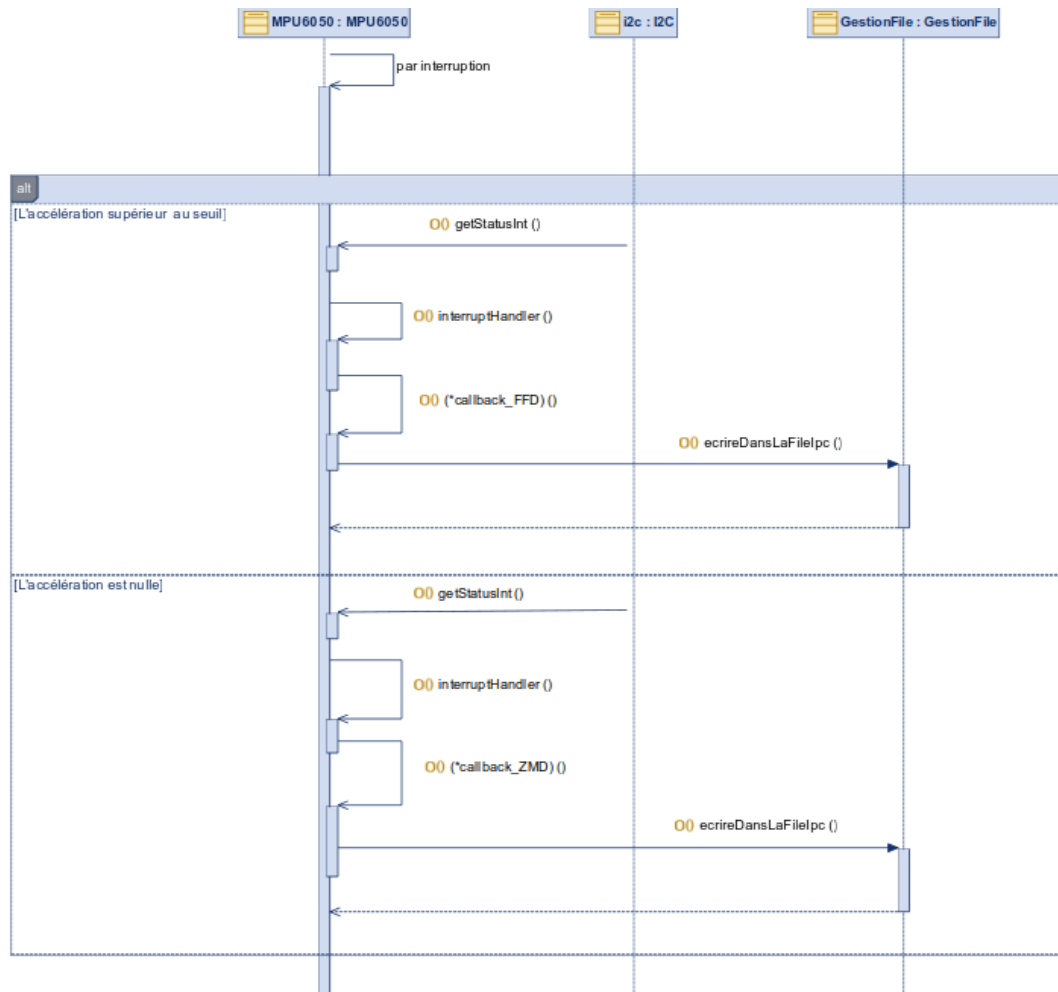 MPU6050 : MPU6050
i2c : I2C
GestionFile : GestionFile
par interruption
alt
[L'accélération supérieur au seuil]
O() getStatusInt ()
O() interruptHandler ()
O() (*callback_FFD) ()
O() ecrireDansLaFileIpc ()
[L'accélération est nulle]
O() getStatusInt ()
O() interruptHandler ()
O() (*callback_ZMD) ()
O() ecrireDansLaFileIpc ()